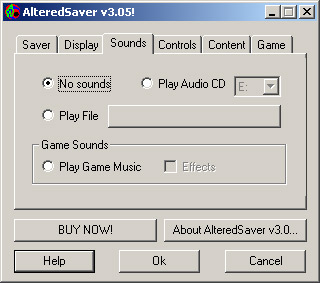 AlteredSaver v3.05!
Saver Display Sounds Controls Content Game
No sounds Play Audio CD E:
Play File
Game Sounds
Play Game Music Effects
BUY NOW! About AlteredSaver v3.0...
Help Ok Cancel